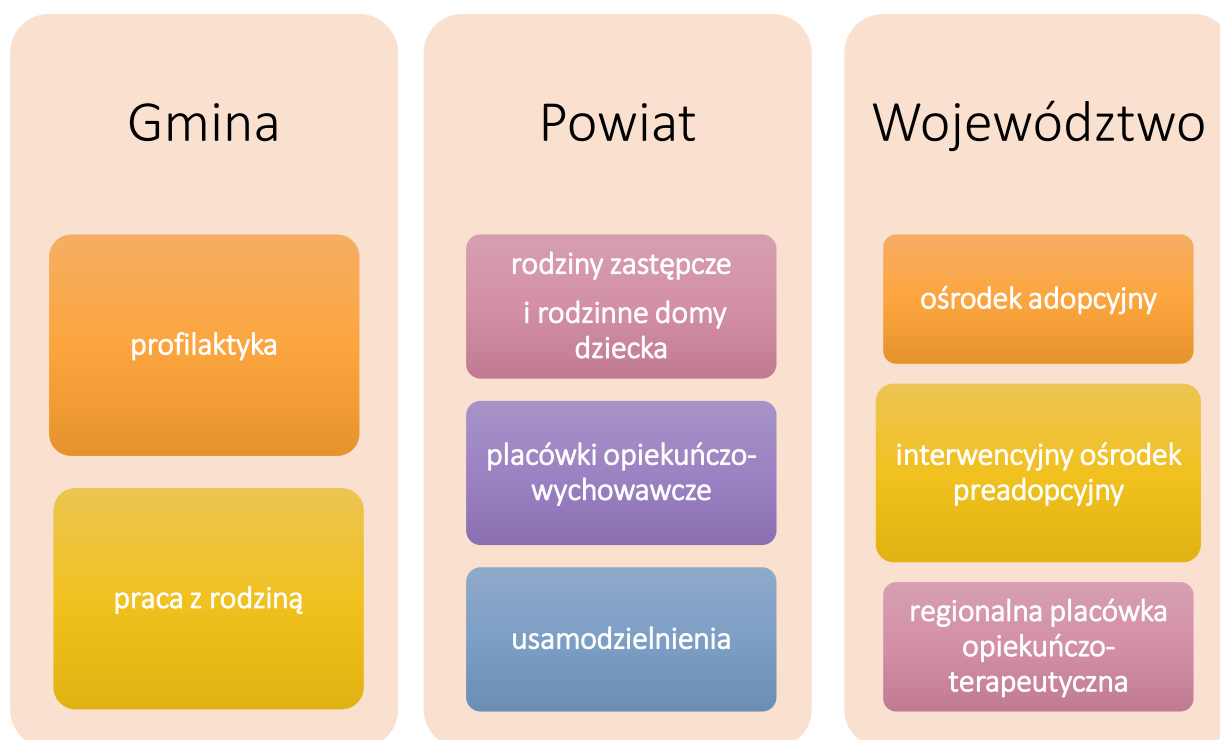 Gmina
profilaktyka
praca z rodziną
Powiat
rodziny zastępcze
i rodzinne domy
dziecka
placówki opiekuńczo-
wychowawcze
usamodzielnienia
Województwo
ośrodek adopcyjny
interwencyjny ośrodek
preadopcyjny
regionalna placówka
opiekuńczo-
terapeutyczna